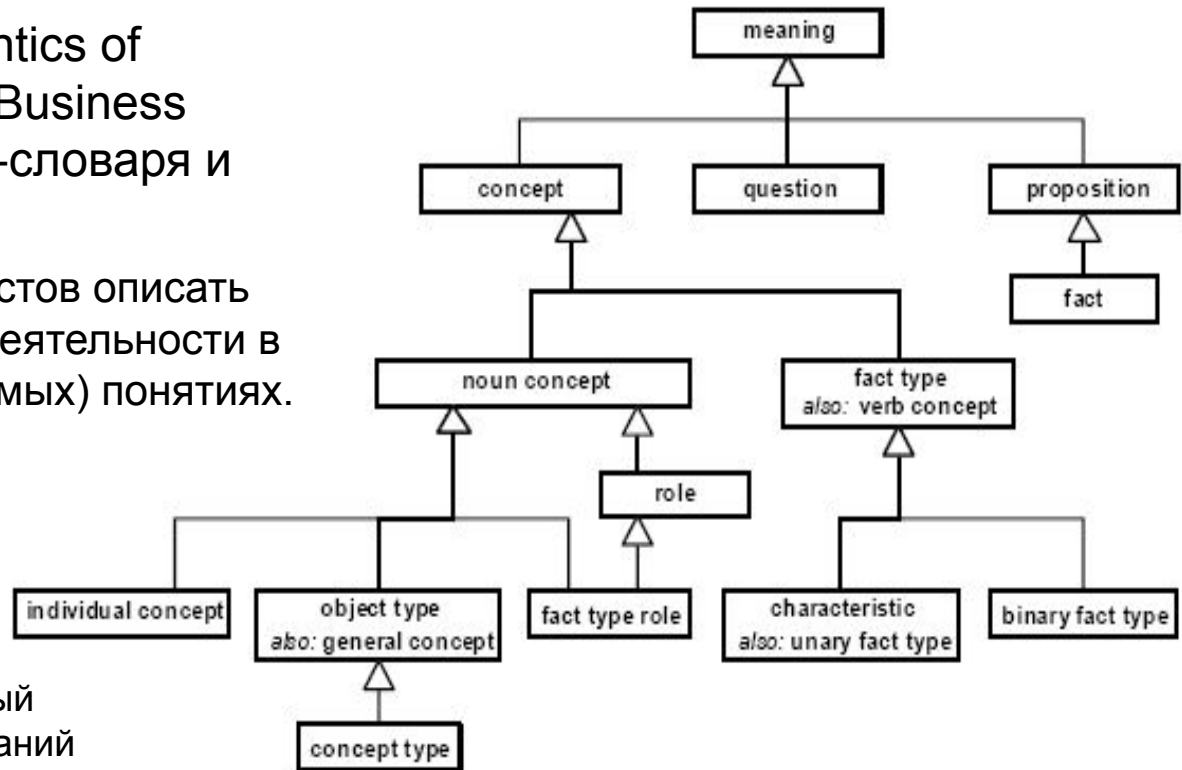 ntics of
Business
-словаря и
стов описать
еятельности в
мых) понятиях.
ый
аний
meaning
concept
question
proposition
fact
noun concept
fact type
also: verb concept
role
individual concept
object type
also: general concept
fact type role
characteristic
also: unary fact type
binary fact type
concept type